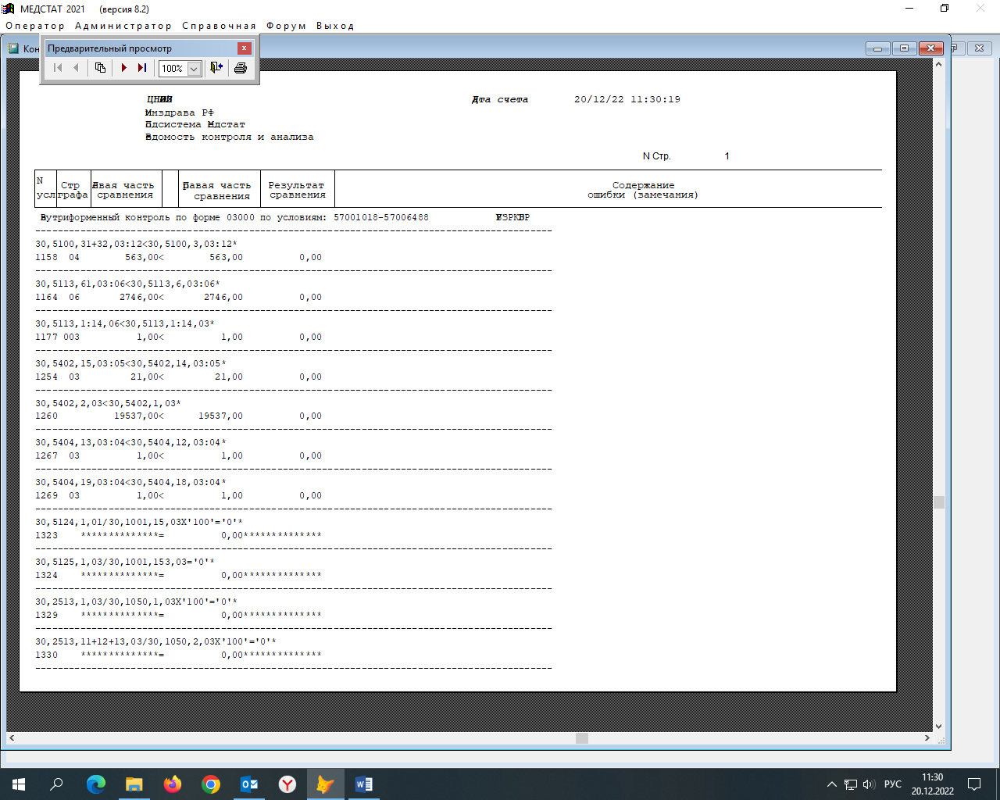 МЕДСТАТ 2021 (версия 8.2)
Оператор Администратор Справочная Форум Выход
Кон
Предварительный просмотр
100%
Дата счета 20/12/22 11:30:19
Минздрава РФ
Подсистема Медстат
Ведомость контроля и анализа
N Стр. 1
N усл
Стр графа
Левая часть сравнения
Правая часть сравнения
Результат сравнения
Содержание ошибки (замечания)
Внутриформенный контроль по форме 03000 по условиям: 57001018-57006488
30,5100,31+32,03:12<30,5100,3,03:12*
1158 04 563,00< 563,00 0,00
30,5113,61,03:06<30,5113,6,03:06*
1164 06 2746,00< 2746,00 0,00
30,5113,1:14,06<30,5113,1:14,03*
1177 003 1,00< 1,00 0,00
30,5402,15,03:05<30,5402,14,03:05*
1254 03 21,00< 21,00 0,00
30,5402,2,03<30,5402,1,03*
1260 19537,00< 19537,00 0,00
30,5404,13,03:04<30,5404,12,03:04*
1267 03 1,00< 1,00 0,00
30,5404,19,03:04<30,5404,18,03:04*
1269 03 1,00< 1,00 0,00
30,5124,1,01/30,1001,15,03X'100'='0'*
1323 **************= 0,00**************
30,5125,1,03/30,1001,153,03='0'*
1324 **************= 0,00**************
30,2513,1,03/30,1050,1,03X'100'='0'*
1329 **************= 0,00**************
30,2513,11+12+13,03/30,1050,2,03X'100'='0'*
1330 **************= 0,00**************
РУС
11:30
20.12.2022